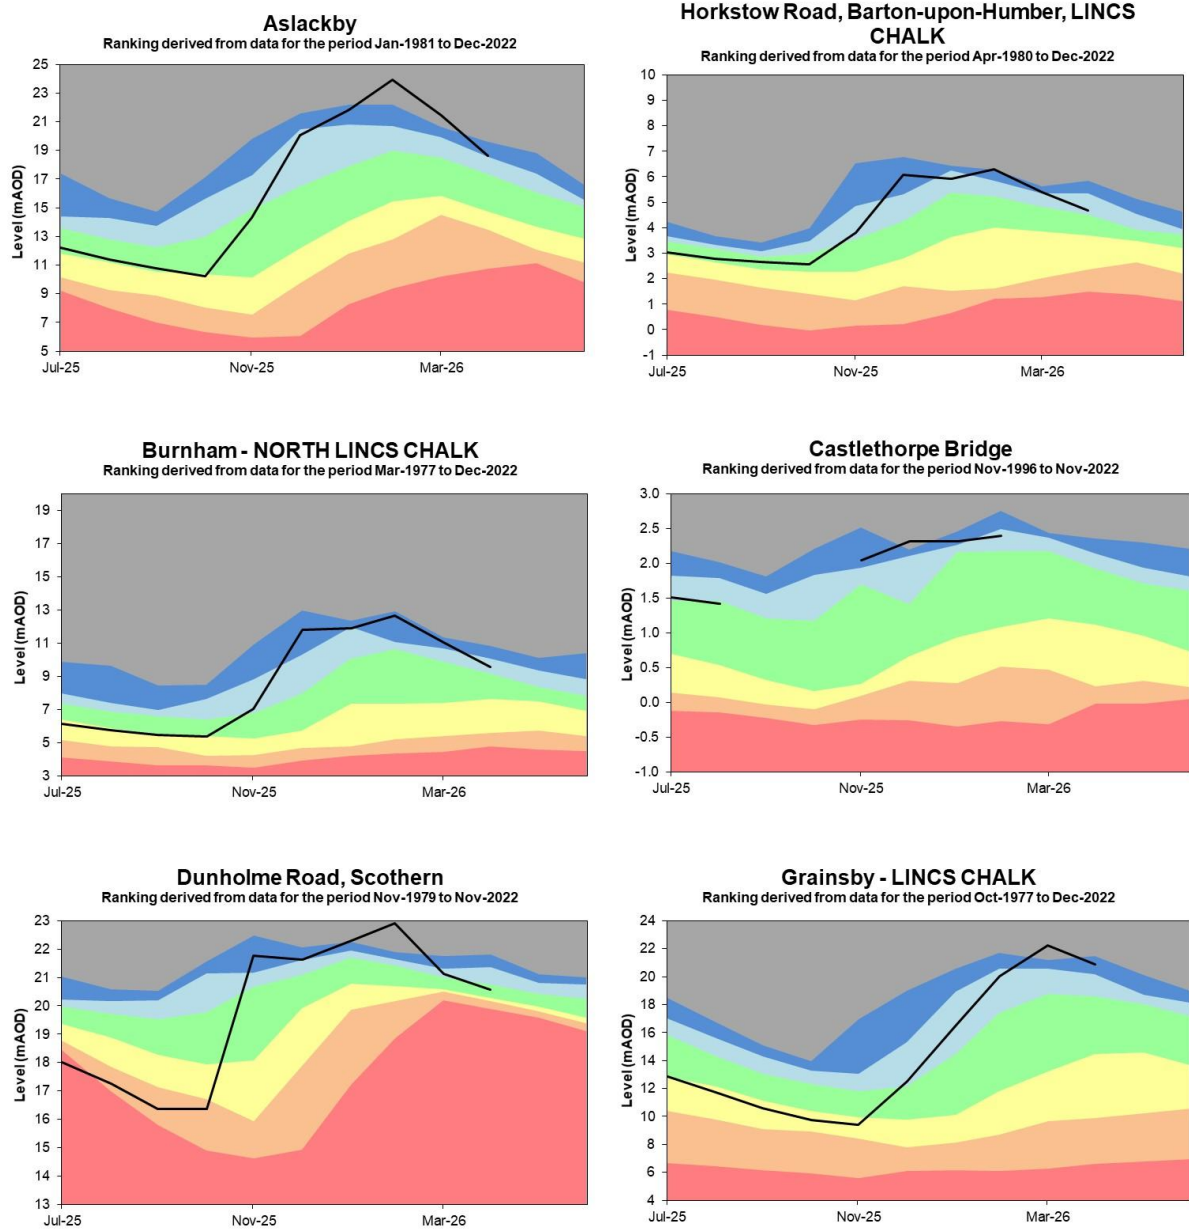 Aslackby
Ranking derived from data for the period Jan-1981 to Dec-2022
Level (mAOD)
25
23
21
19
17
15
13
11
9
7
5
Jul-25
Nov-25
Mar-26
Horkstow Road, Barton-upon-Humber, LINCS
CHALK
Ranking derived from data for the period Apr-1980 to Dec-2022
Level (mAOD)
10
9
8
7
6
5
4
3
2
1
0
-1
Jul-25
Nov-25
Mar-26
Burnham - NORTH LINCS CHALK
Ranking derived from data for the period Mar-1977 to Dec-2022
Level (mAOD)
19
17
15
13
11
9
7
5
3
Jul-25
Nov-25
Mar-26
Castlethorpe Bridge
Ranking derived from data for the period Nov-1996 to Nov-2022
Level (mAOD)
3.0
2.5
2.0
1.5
1.0
0.5
0.0
-0.5
-1.0
Jul-25
Nov-25
Mar-26
Dunholme Road, Scothern
Ranking derived from data for the period Nov-1979 to Nov-2022
Level (mAOD)
23
22
21
20
19
18
17
16
15
14
13
Jul-25
Nov-25
Mar-26
Grainsby - LINCS CHALK
Ranking derived from data for the period Oct-1977 to Dec-2022
Level (mAOD)
24
22
20
18
16
14
12
10
8
6
4
Jul-25
Nov-25
Mar-26